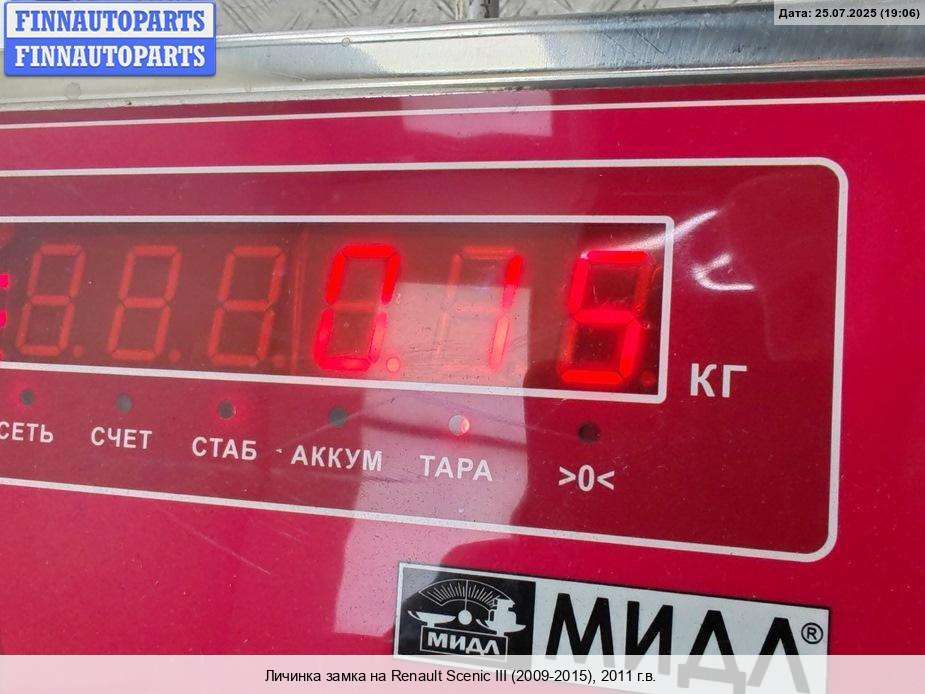 FINNAUTOPARTS
FINNAUTOPARTS
Дата: 25.07.2025 (19:06)
0.15
КГ
СЕТЬ СЧЕТ СТАБ АККУМ ТАРА >0<
МИДЛ МИДЛ®
Личинка замка на Renault Scenic III (2009-2015), 2011 г.в.